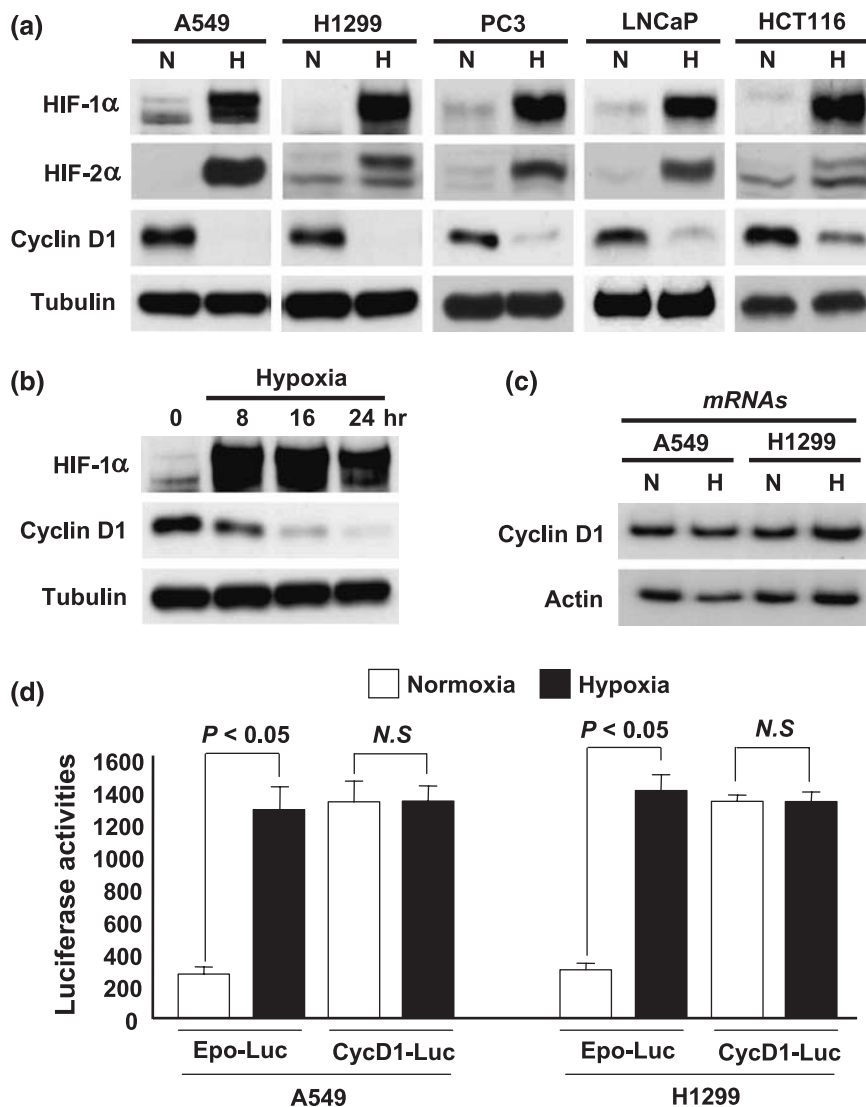 (a)
A549 H1299 PC3 LNCaP HCT116
N H N H N H N H N H
HIF-1α
HIF-2α
Cyclin D1
Tubulin
(b)
Hypoxia
0 8 16 24 hr
HIF-1α
Cyclin D1
Tubulin
(c)
mRNAs
A549 H1299
N H N H
Cyclin D1
Actin
(d)
Normoxia Hypoxia
P < 0.05 N.S P < 0.05 N.S
Luciferase activities
1600
1400
1200
1000
800
600
400
200
0
Epo-Luc CycD1-Luc Epo-Luc CycD1-Luc
A549 H1299